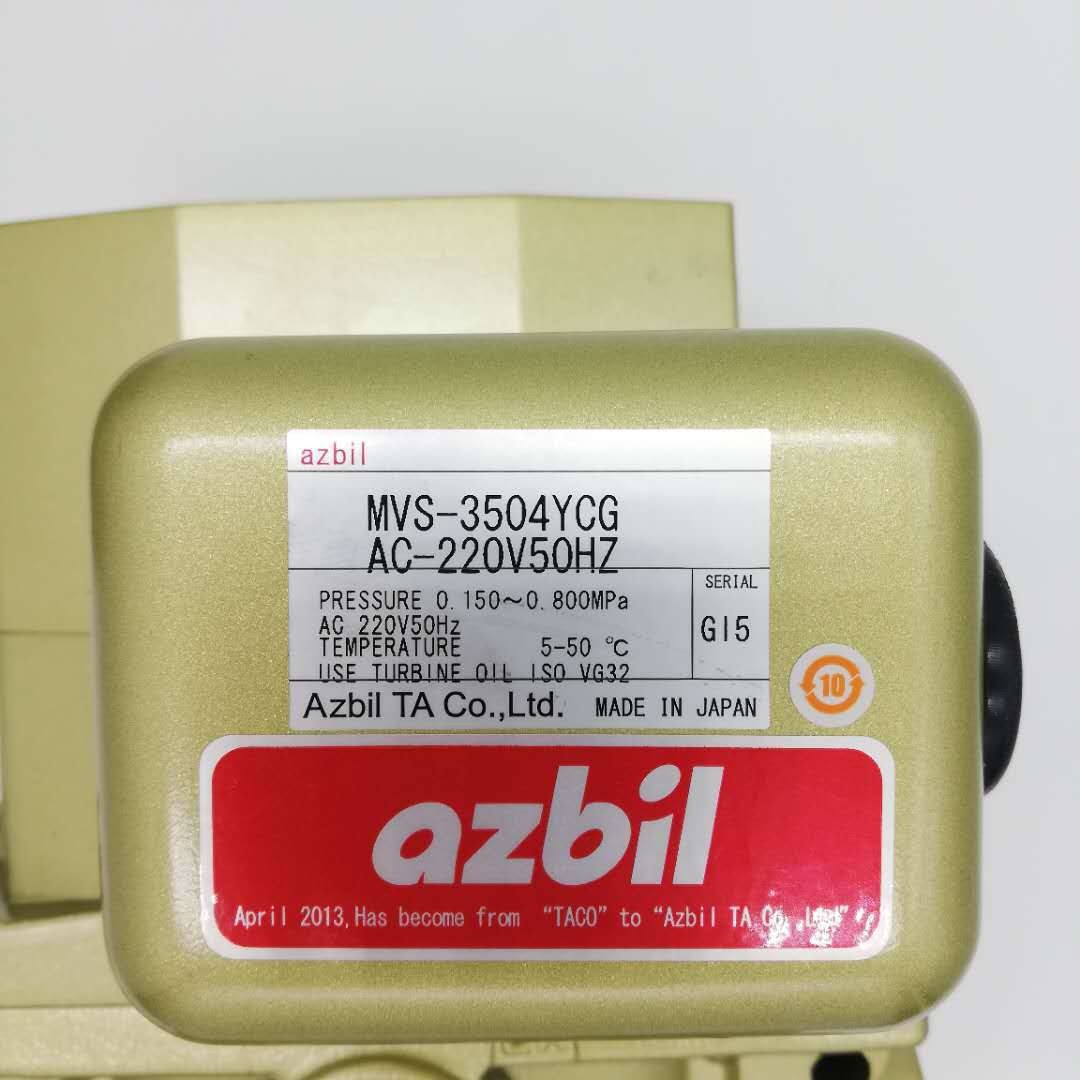 azbil
MVS-3504YCG
AC-220V50HZ
PRESSURE 0.150～0.800MPa
AC 220V50Hz
TEMPERATURE 5-50 ℃
USE TURBINE OIL ISO VG32
SERIAL
GI5
Azbil TA Co.,Ltd. MADE IN JAPAN
10
azbil
April 2013,Has become from “TACO” to “Azbil TA Co.,Ltd”